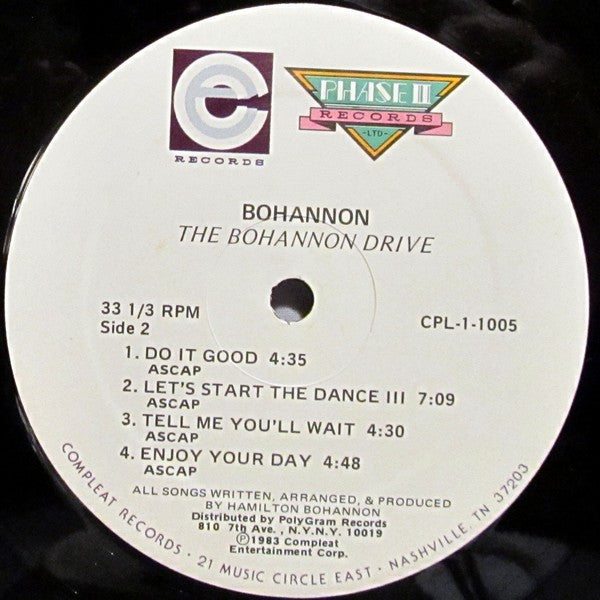 RECORDS
PHASE III
RECORDS
-LTD-
BOHANNON
THE BOHANNON DRIVE
33 1/3 RPM
Side 2
CPL-1-1005
1. DO IT GOOD 4:35
ASCAP
2. LET'S START THE DANCE III 7:09
ASCAP
3. TELL ME YOU'LL WAIT 4:30
ASCAP
4. ENJOY YOUR DAY 4:48
ASCAP
ALL SONGS WRITTEN, ARRANGED, & PRODUCED
BY HAMILTON BOHANNON
Distributed by PolyGram Records
810 7th Ave., N.Y.N.Y. 10019
Ⓟ1983 Compleat
Entertainment Corp.
COMPLEAT RECORDS · 21 MUSIC CIRCLE EAST · NASHVILLE, TN 37203